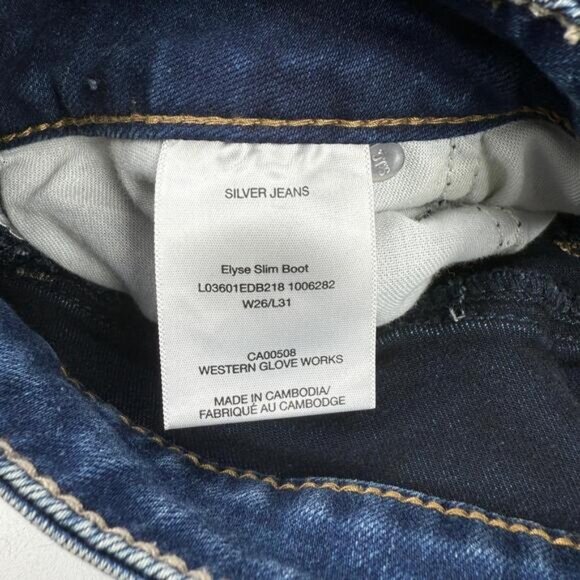 SILVER JEANS
Elyse Slim Boot
L03601EDB218 1006282
W26/L31
CA00508
WESTERN GLOVE WORKS
MADE IN CAMBODIA/
FABRIQUÉ AU CAMBODGE